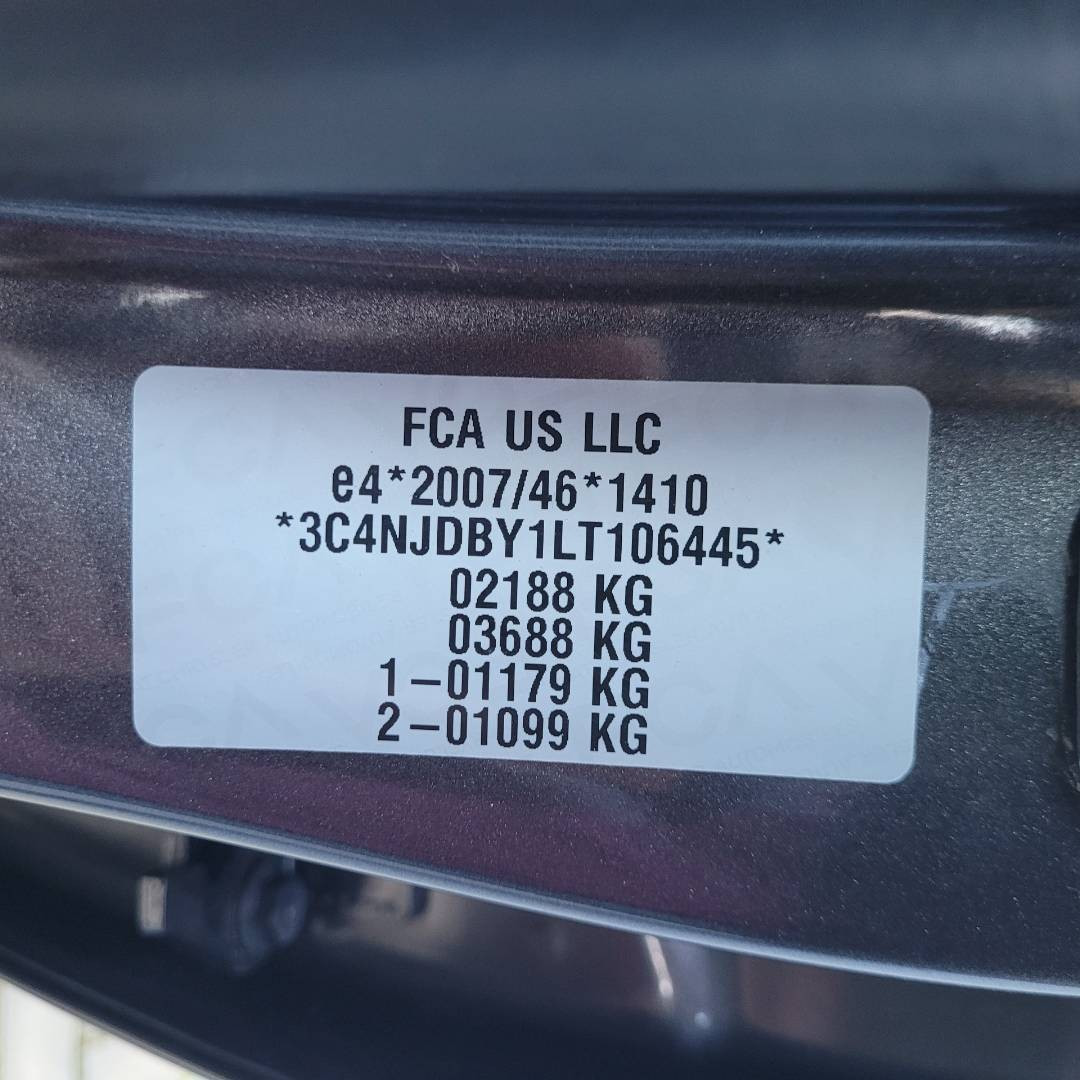 FCA US LLC
e4*2007/46*1410
*3C4NJDBY1LT106445*
02188 KG
03688 KG
1-01179 KG
2-01099 KG